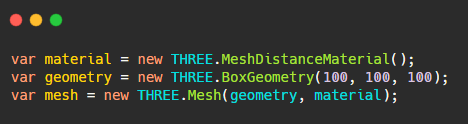 var material = new THREE.MeshDistanceMaterial();
var geometry = new THREE.BoxGeometry(100, 100, 100);
var mesh = new THREE.Mesh(geometry, material);